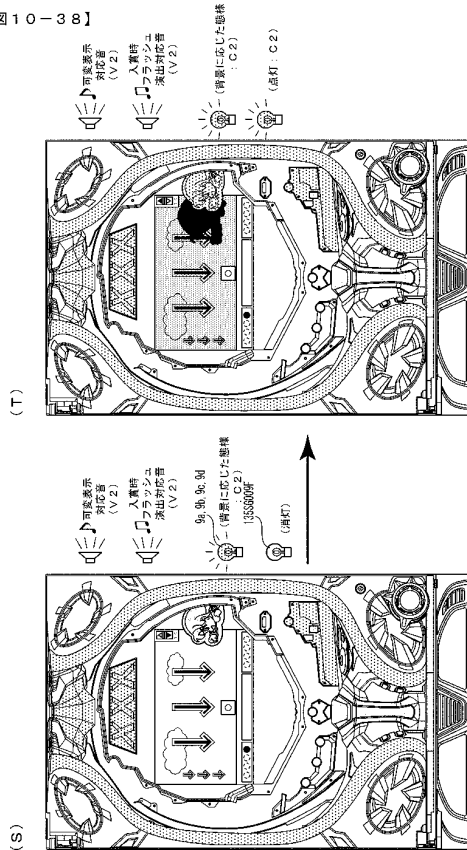 図10-38】
(S)
♪可変表示
対応音
(V2)
入賞時
♫フラッシュ
演出対応音
(V2)
9a,9b,9c,9d
(背景に応じた態様
:C2)
135SG009F
(消灯)
(T)
♪可変表示
対応音
(V2)
入賞時
♫フラッシュ
演出対応音
(V2)
(背景に応じた態様
:C2)
(点灯:C2)